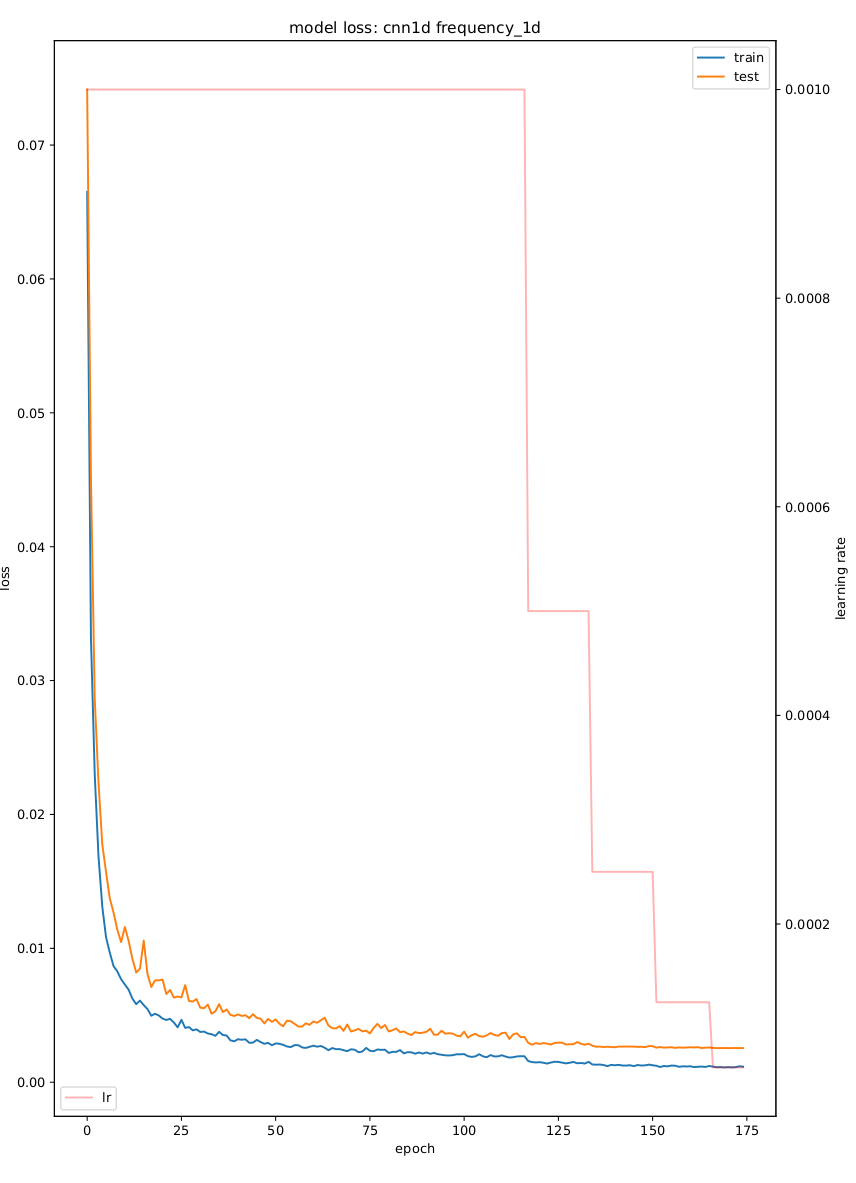 model loss: cnn1d frequency_1d
train
test
0.0010
0.07
0.06
0.0008
0.05
0.0006
0.04
loss
learning rate
0.03
0.0004
0.02
0.0002
0.01
0.00
lr
0 25 50 75 100 125 150 175
epoch